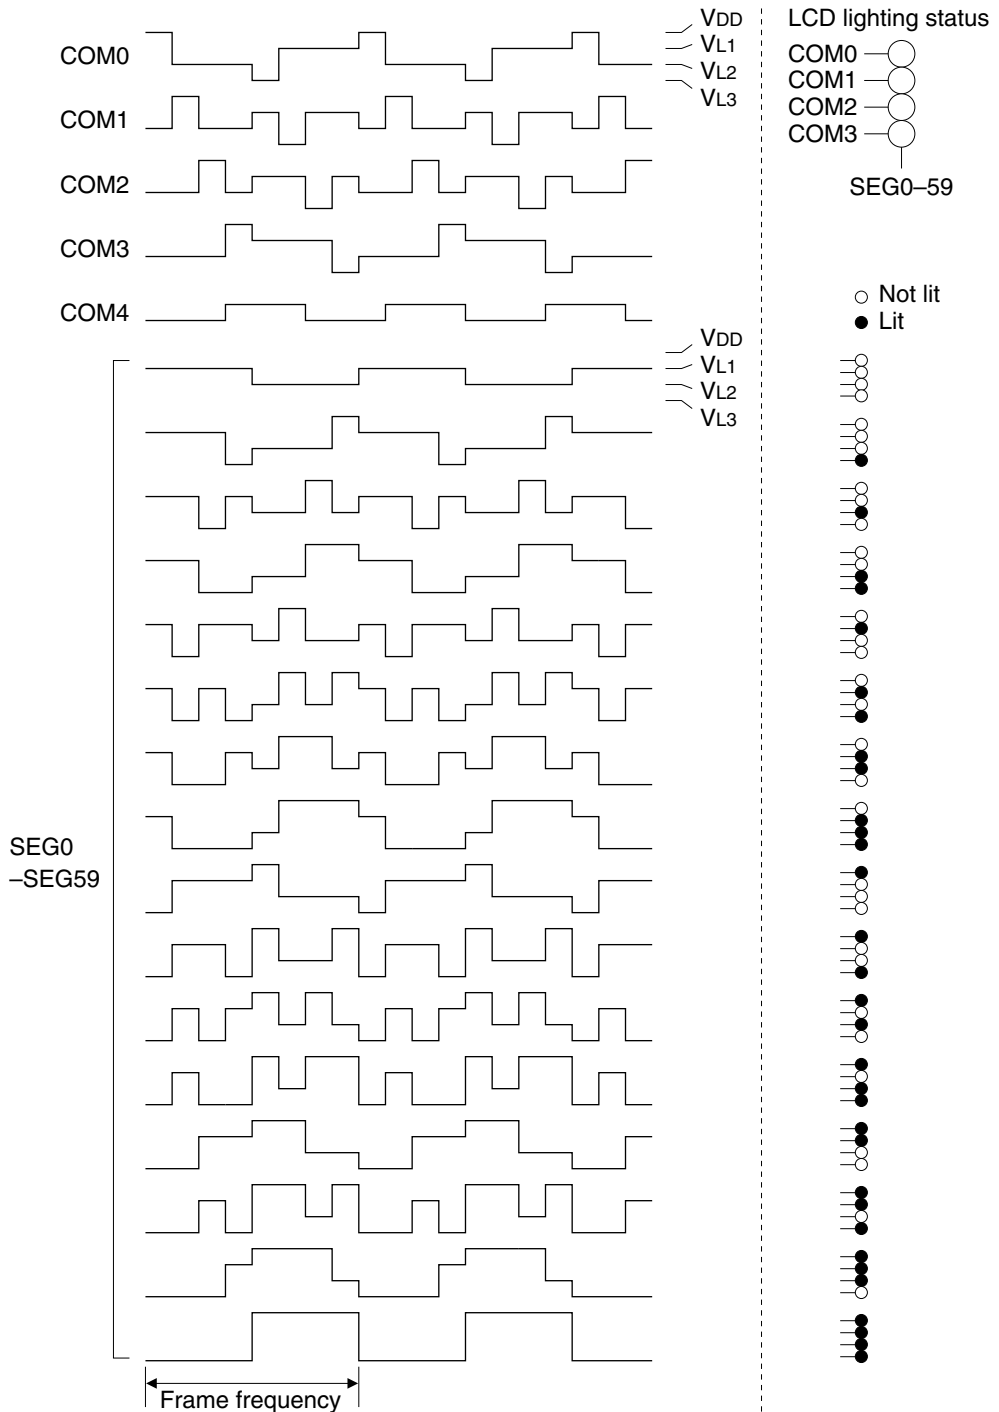 COM0
COM1
COM2
COM3
COM4
VDD
VL1
VL2
VL3
VDD
VL1
VL2
VL3
SEG0
–SEG59
Frame frequency
LCD lighting status
COM0
COM1
COM2
COM3
SEG0–59
Not lit
Lit